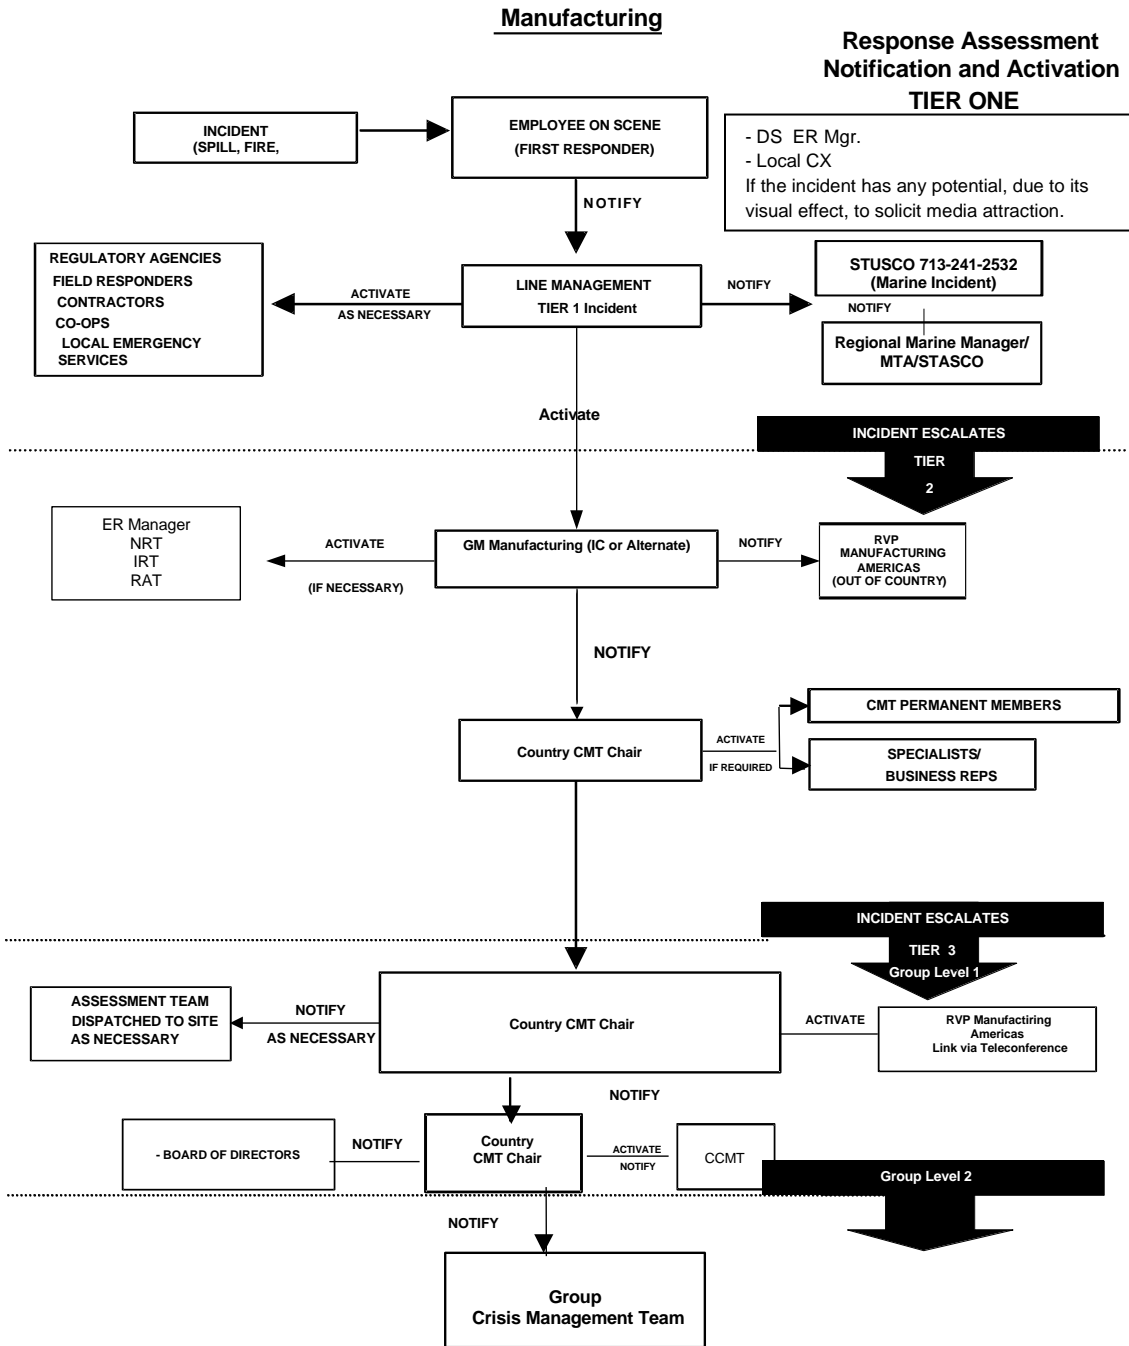 Manufacturing
Response Assessment
Notification and Activation
TIER ONE
INCIDENT
(SPILL, FIRE,
EMPLOYEE ON SCENE
(FIRST RESPONDER)
- DS  ER Mgr.
- Local CX
If the incident has any potential, due to its
visual effect, to solicit media attraction.
NOTIFY
REGULATORY AGENCIES
FIELD RESPONDERS
CONTRACTORS
CO-OPS
LOCAL EMERGENCY
SERVICES
ACTIVATE
AS NECESSARY
LINE MANAGEMENT
TIER 1 Incident
NOTIFY
STUSCO 713-241-2532
(Marine Incident)
NOTIFY
Regional Marine Manager/
MTA/STASCO
Activate
INCIDENT ESCALATES
TIER
2
ER Manager
NRT
IRT
RAT
ACTIVATE
(IF NECESSARY)
GM Manufacturing (IC or Alternate)
NOTIFY
RVP
MANUFACTURING
AMERICAS
(OUT OF COUNTRY)
NOTIFY
Country CMT Chair
ACTIVATE
IF REQUIRED
CMT PERMANENT MEMBERS
SPECIALISTS/
BUSINESS REPS
INCIDENT ESCALATES
TIER 3
Group Level 1
ASSESSMENT TEAM
DISPATCHED TO SITE
AS NECESSARY
NOTIFY
AS NECESSARY
Country CMT Chair
ACTIVATE
RVP Manufactiring
Americas
Link via Teleconference
NOTIFY
- BOARD OF DIRECTORS
NOTIFY
Country
CMT Chair
ACTIVATE
NOTIFY
CCMT
Group Level 2
NOTIFY
Group
Crisis Management Team